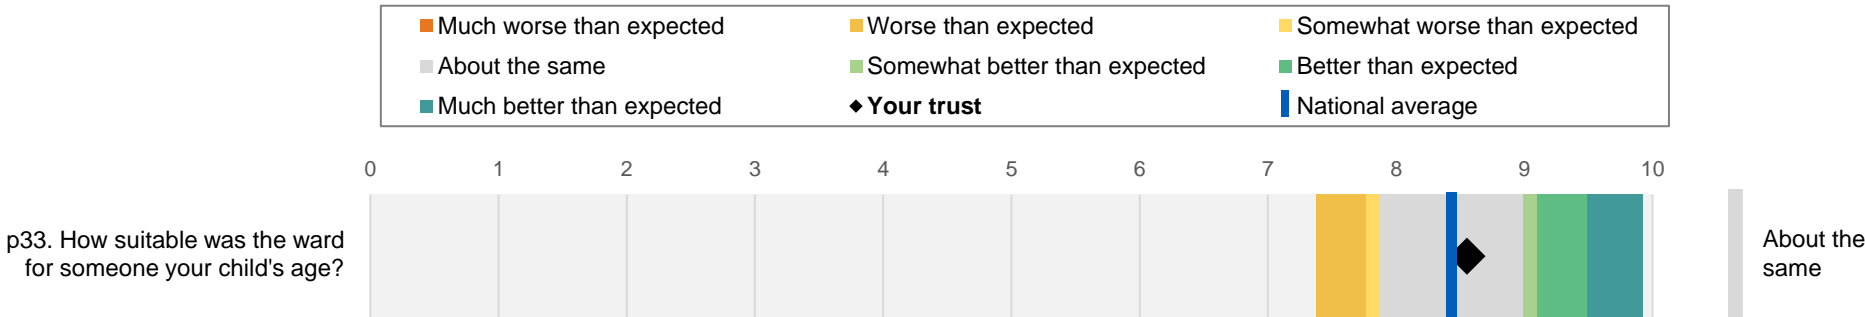 Much worse than expected
Worse than expected
Somewhat worse than expected
About the same
Somewhat better than expected
Better than expected
Much better than expected
Your trust
National average
0 1 2 3 4 5 6 7 8 9 10
p33. How suitable was the ward
for someone your child's age?
About the
same